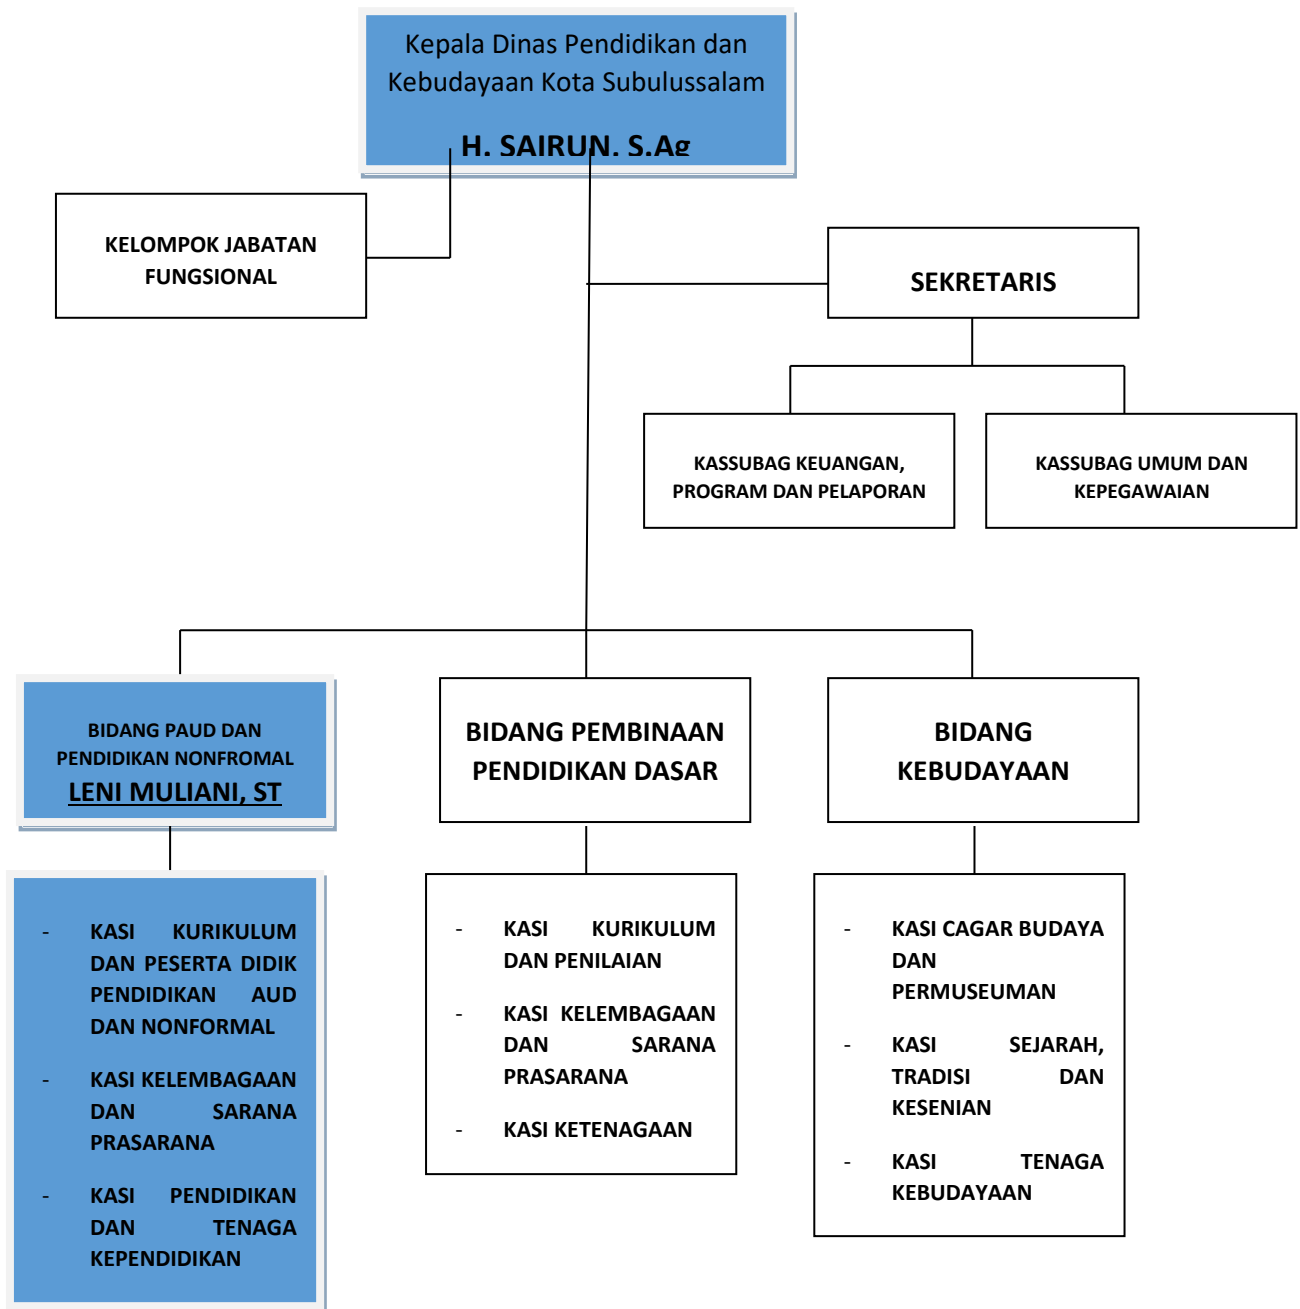 Kepala Dinas Pendidikan dan
Kebudayaan Kota Subulussalam
H. SAIRUN. S.Ag
KELOMPOK JABATAN
FUNGSIONAL
SEKRETARIS
KASSUBAG KEUANGAN,
PROGRAM DAN PELAPORAN
KASSUBAG UMUM DAN
KEPEGAWAIAN
BIDANG PAUD DAN
PENDIDIKAN NONFROMAL
LENI MULIANI, ST
BIDANG PEMBINAAN
PENDIDIKAN DASAR
BIDANG
KEBUDAYAAN
- KASI KURIKULUM
DAN PESERTA DIDIK
PENDIDIKAN AUD
DAN NONFORMAL
- KASI KELEMBAGAAN
DAN SARANA
PRASARANA
- KASI PENDIDIKAN
DAN TENAGA
KEPENDIDIKAN
- KASI KURIKULUM
DAN PENILAIAN
- KASI KELEMBAGAAN
DAN SARANA
PRASARANA
- KASI KETENAGAAN
- KASI CAGAR BUDAYA
DAN
PERMUSEUMAN
- KASI SEJARAH,
TRADISI DAN
KESENIAN
- KASI TENAGA
KEBUDAYAAN